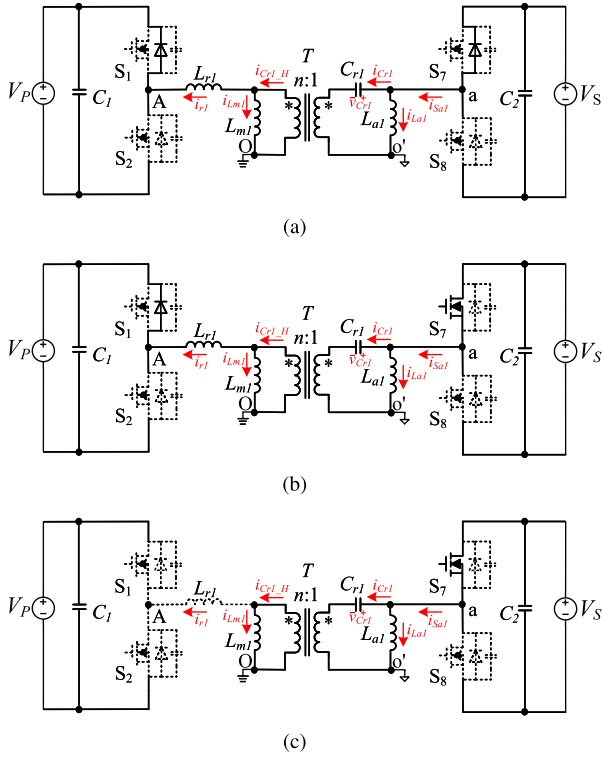 V_P + − C_1 S_1 S_2 A L_r1 i_r1 i_Lm1 L_m1 O i_Cr1_H T n:1 * * C_r1 i_Cr1 v_Cr1 + − L_a1 i_La1 o' i_Sa1 a S_7 S_8 C_2 + − V_S
(a)
V_P + − C_1 S_1 S_2 A L_r1 i_r1 i_Lm1 L_m1 O i_Cr1_H T n:1 * * C_r1 i_Cr1 v_Cr1 + − L_a1 i_La1 o' i_Sa1 a S_7 S_8 C_2 + − V_S
(b)
V_P + − C_1 S_1 S_2 A L_r1 i_r1 i_Lm1 L_m1 O i_Cr1_H T n:1 * * C_r1 i_Cr1 v_Cr1 + − L_a1 i_La1 o' i_Sa1 a S_7 S_8 C_2 + − V_S
(c)